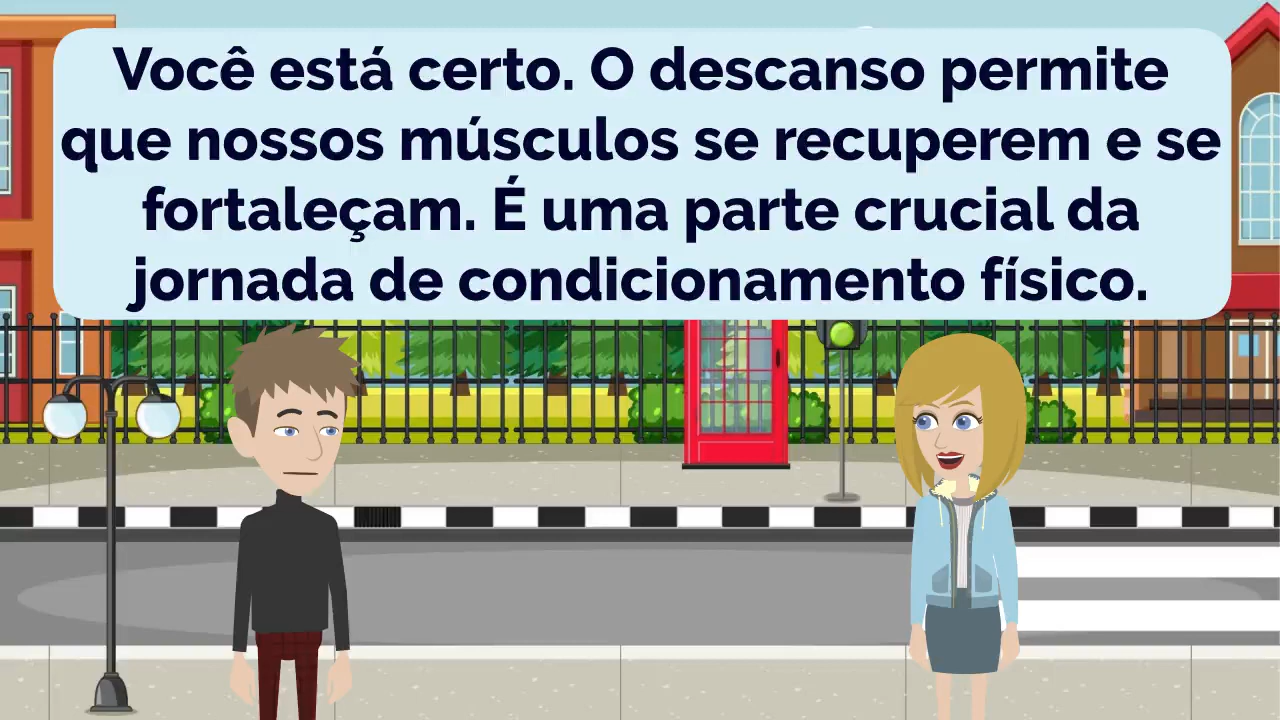 Você está certo. O descanso permite
que nossos músculos se recuperem e se
fortaleçam. É uma parte crucial da
jornada de condicionamento físico.